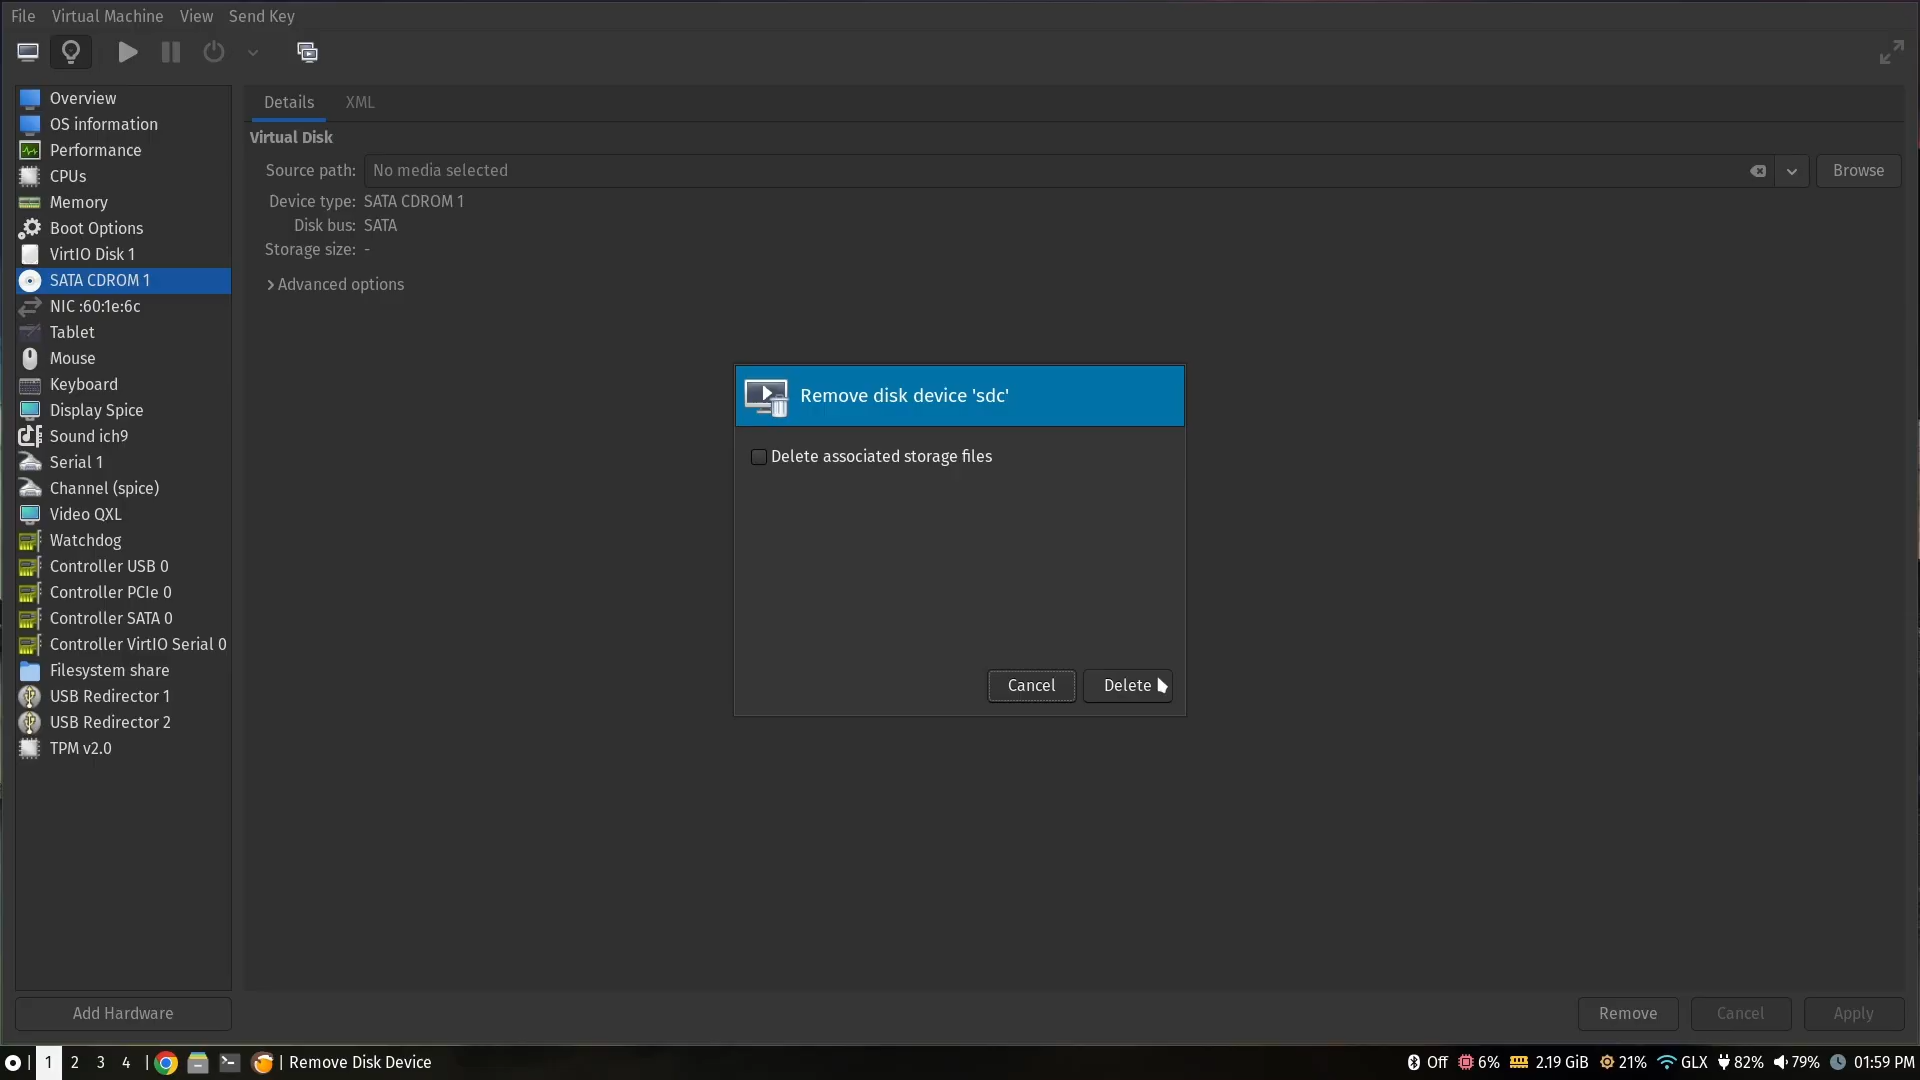 File Virtual Machine View Send Key
Overview
OS information
Performance
CPUs
Memory
Boot Options
VirtIO Disk 1
SATA CDROM 1
NIC :60:1e:6c
Tablet
Mouse
Keyboard
Display Spice
Sound ich9
Serial 1
Channel (spice)
Video QXL
Watchdog
Controller USB 0
Controller PCIe 0
Controller SATA 0
Controller VirtIO Serial 0
Filesystem share
USB Redirector 1
USB Redirector 2
TPM v2.0
Add Hardware
Details XML
Virtual Disk
Source path: No media selected Browse
Device type: SATA CDROM 1
Disk bus: SATA
Storage size: -
Advanced options
Remove disk device 'sdc'
Delete associated storage files
Cancel Delete
Remove Cancel Apply
| 1 2 3 4 | | Remove Disk Device Off 6% 2.19 GiB 21% GLX 82% 79% 01:59 PM